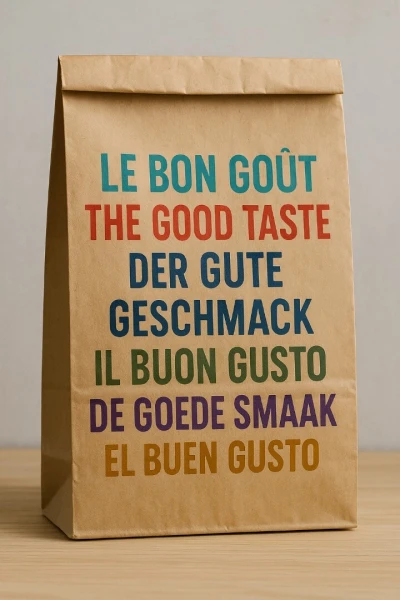 LE BON GOÛT
THE GOOD TASTE
DER GUTE
GESCHMACK
IL BUON GUSTO
DE GOEDE SMAAK
EL BUEN GUSTO